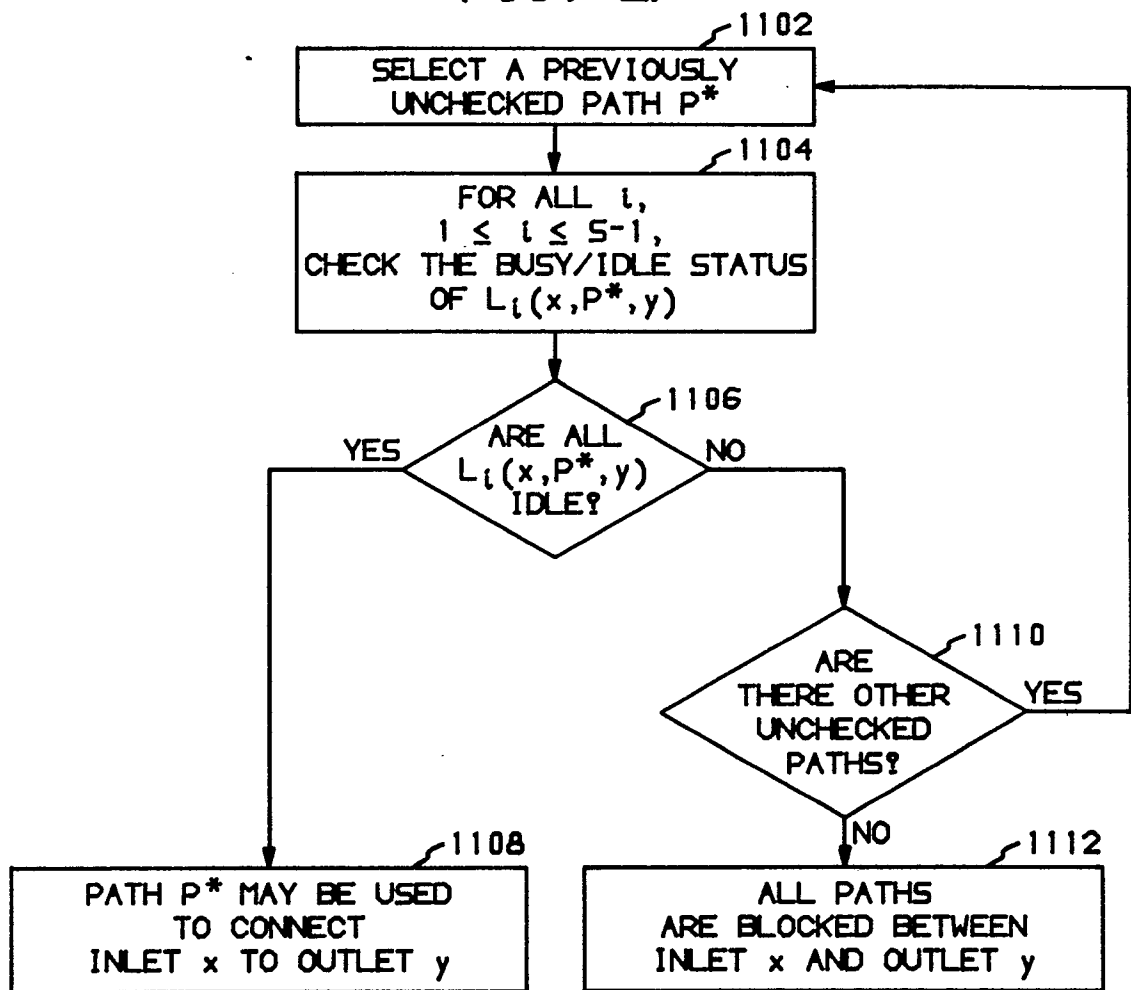 1102
SELECT A PREVIOUSLY
UNCHECKED PATH P*
1104
FOR ALL i,
1 ≤ i ≤ S-1,
CHECK THE BUSY/IDLE STATUS
OF Li(x,P*,y)
1106
YES
ARE ALL
Li(x,P*,y)
IDLE?
NO
1110
ARE
THERE OTHER
UNCHECKED
PATHS?
YES
NO
1108
PATH P* MAY BE USED
TO CONNECT
INLET x TO OUTLET y
1112
ALL PATHS
ARE BLOCKED BETWEEN
INLET x AND OUTLET y